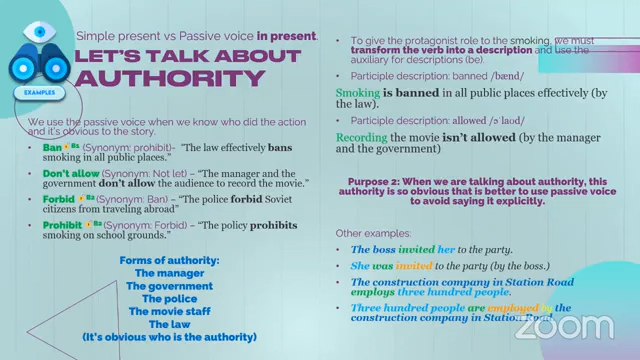 Simple present vs Passive voice in present.
LET'S TALK ABOUT
AUTHORITY
EXAMPLES
We use the passive voice when we know who did the action
and it's obvious to the story.
• Ban B1 (Synonym: prohibit)- "The law effectively bans
smoking in all public places."
• Don't allow (Synonym: Not let) – "The manager and the
government don't allow the audience to record the movie."
• Forbid B2 (Synonym: Ban) – "The police forbid Soviet
citizens from traveling abroad"
• Prohibit B2 (Synonym: Forbid) – "The policy prohibits
smoking on school grounds."
Forms of authority:
The manager
The government
The police
The movie staff
The law
(It's obvious who is the authority)
• To give the protagonist role to the smoking, we must
transform the verb into a description and use the
auxiliary for descriptions (be).
• Participle description: banned /bænd/
Smoking is banned in all public places effectively (by
the law).
• Participle description: allowed /əˈlaʊd/
Recording the movie isn't allowed (by the manager
and the government)
Purpose 2: When we are talking about authority, this
authority is so obvious that is better to use passive voice
to avoid saying it explicitly.
Other examples:
• The boss invited her to the party.
• She was invited to the party (by the boss.)
• The construction company in Station Road
employs three hundred people.
• Three hundred people are employed by the
construction company in Station Road.
zoom